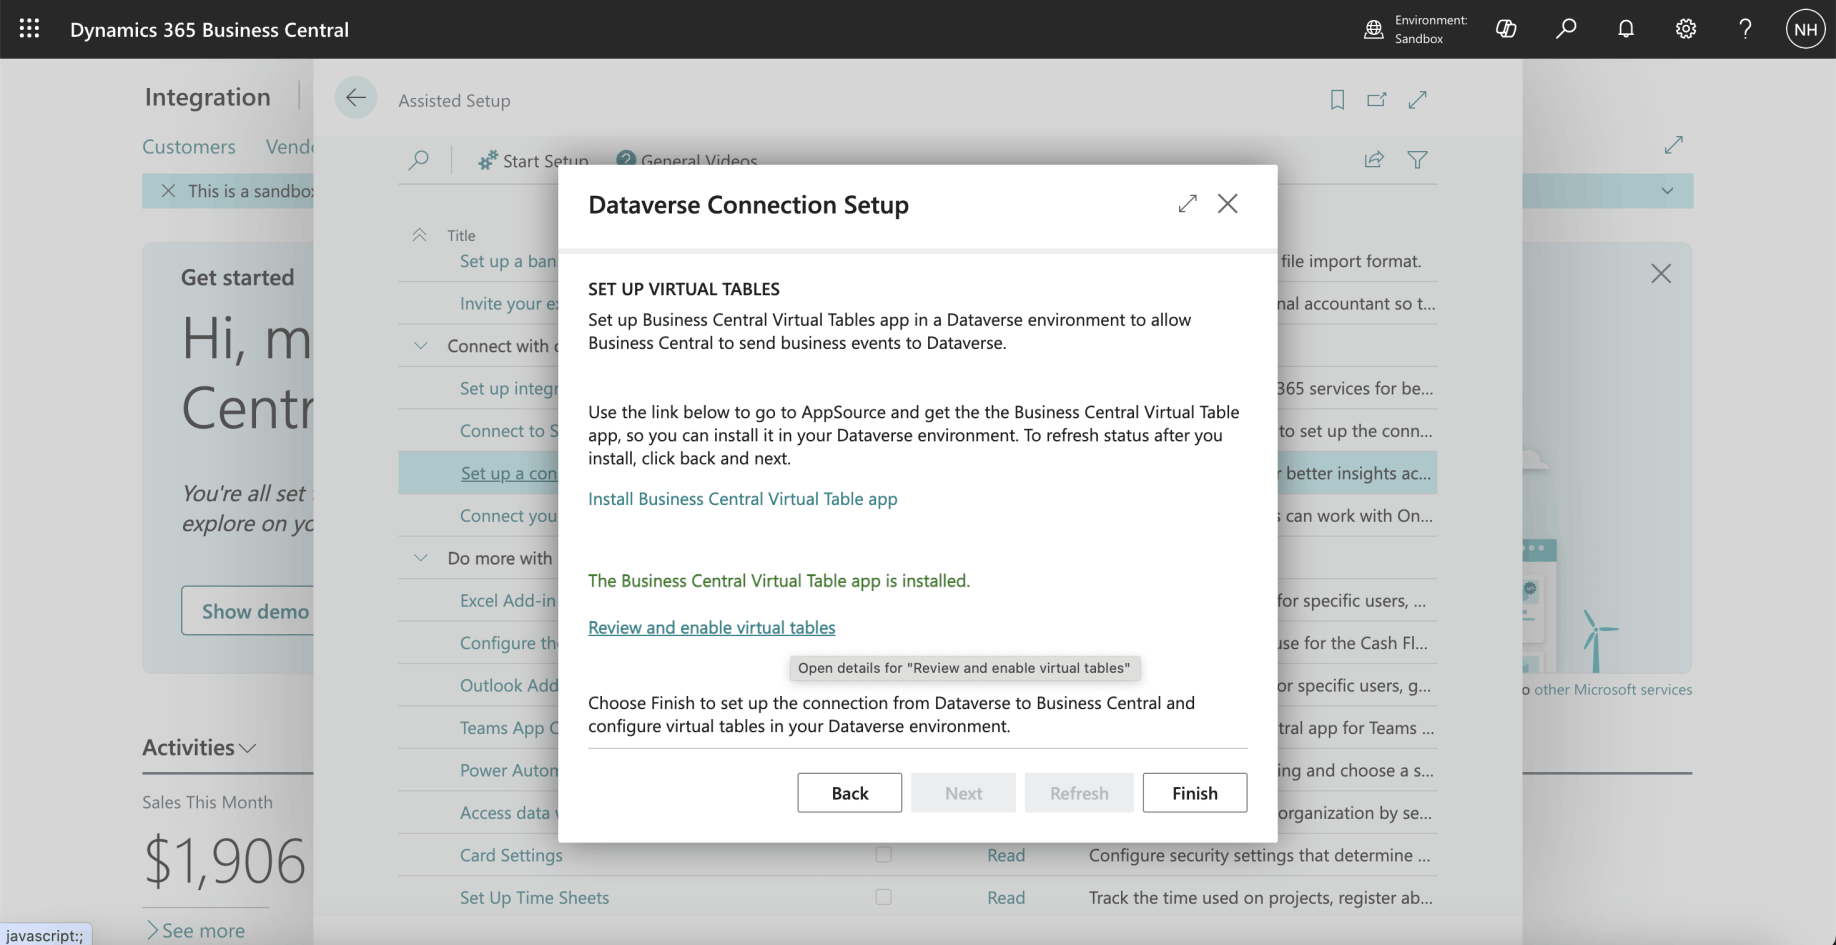 Dynamics 365 Business Central
Environment:
Sandbox
NH
Integration
Assisted Setup
Customers
Vend
Start Setup
General Videos
This is a sandbox
Dataverse Connection Setup
Title
Set up a ban
file import format.
Get started
SET UP VIRTUAL TABLES
Set up Business Central Virtual Tables app in a Dataverse environment to allow
Business Central to send business events to Dataverse.
Invite your e
nal accountant so t...
Hi, m
Centr
Connect with
Set up integr
365 services for be...
Use the link below to go to AppSource and get the the Business Central Virtual Table
app, so you can install it in your Dataverse environment. To refresh status after you
install, click back and next.
Connect to S
to set up the conn...
Set up a con
better insights ac...
You're all set
explore on yo
Install Business Central Virtual Table app
Connect you
can work with On...
Do more with
The Business Central Virtual Table app is installed.
Excel Add-in
for specific users, ...
Show demo
Review and enable virtual tables
Configure the
use for the Cash Fl...
Open details for "Review and enable virtual tables"
Outlook Add
or specific users, g...
other Microsoft services
Choose Finish to set up the connection from Dataverse to Business Central and
configure virtual tables in your Dataverse environment.
Teams App C
tral app for Teams ...
Activities
Power Autom
ing and choose a s...
Back
Next
Refresh
Finish
Sales This Month
Access data
organization by se...
$1,906
Card Settings
Read
Configure security settings that determine ...
Set Up Time Sheets
Read
Track the time used on projects, register ab...
See more
javascript:;